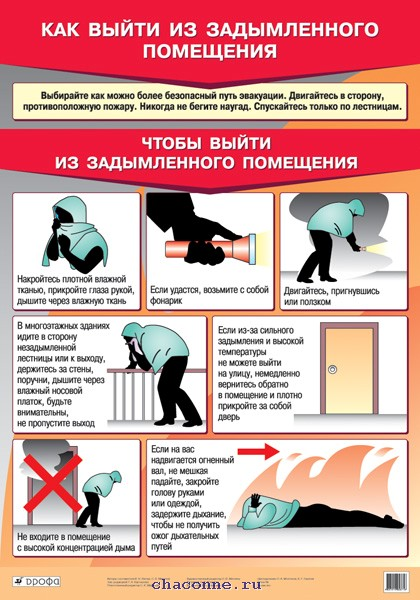 КАК ВЫЙТИ ИЗ ЗАДЫМЛЕННОГО
ПОМЕЩЕНИЯ
Выбирайте как можно более безопасный путь эвакуации. Двигайтесь в сторону,
противоположную пожару. Никогда не бегите наугад. Спускайтесь только по лестницам.
ЧТОБЫ ВЫЙТИ
ИЗ ЗАДЫМЛЕННОГО ПОМЕЩЕНИЯ
Накройтесь плотной влажной
тканью, прикройте глаза рукой,
дышите через влажную ткань
Если удастся, возьмите с собой
фонарик
Двигайтесь, пригнувшись
или ползком
В многоэтажных зданиях
идите в сторону
незадымленной
лестницы или к выходу,
держитесь за стены,
поручни, дышите через
влажный носовой
платок, будьте
внимательны,
не пропустите выход
Если из-за сильного
задымления и высокой
температуры
не можете выйти
на улицу, немедленно
вернитесь обратно
в помещение и плотно
прикройте за собой
дверь
Не входите в помещение
с высокой концентрацией дыма
Если на вас
надвигается огненный
вал, не мешкая
падайте, закройте
голову руками
или одеждой,
задержите дыхание,
чтобы не получить
ожог дыхательных
путей
дрофа
chaconne.ru